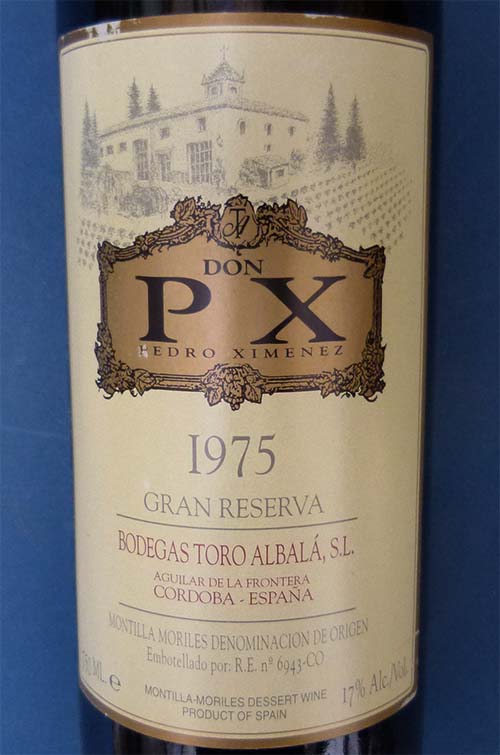 DON
PX
PEDRO XIMENEZ
1975
GRAN RESERVA
BODEGAS TORO ALBALÁ, S.L.
AGUILAR DE LA FRONTERA
CORDOBA - ESPAÑA
MONTILLA MORILES DENOMINACION DE ORIGEN
Embotellado por: R.E. nº 6943-CO
ML. e
17% Alc./Vol.
MONTILLA-MORILES DESSERT WINE
PRODUCT OF SPAIN